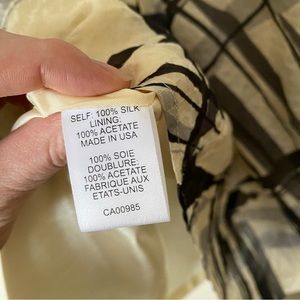 SELF: 100% SILK
LINING:
100% ACETATE
MADE IN USA
100% SOIE
DOUBLURE:
100% ACETATE
FABRIQUE AUX
ETATS-UNIS
CA00985